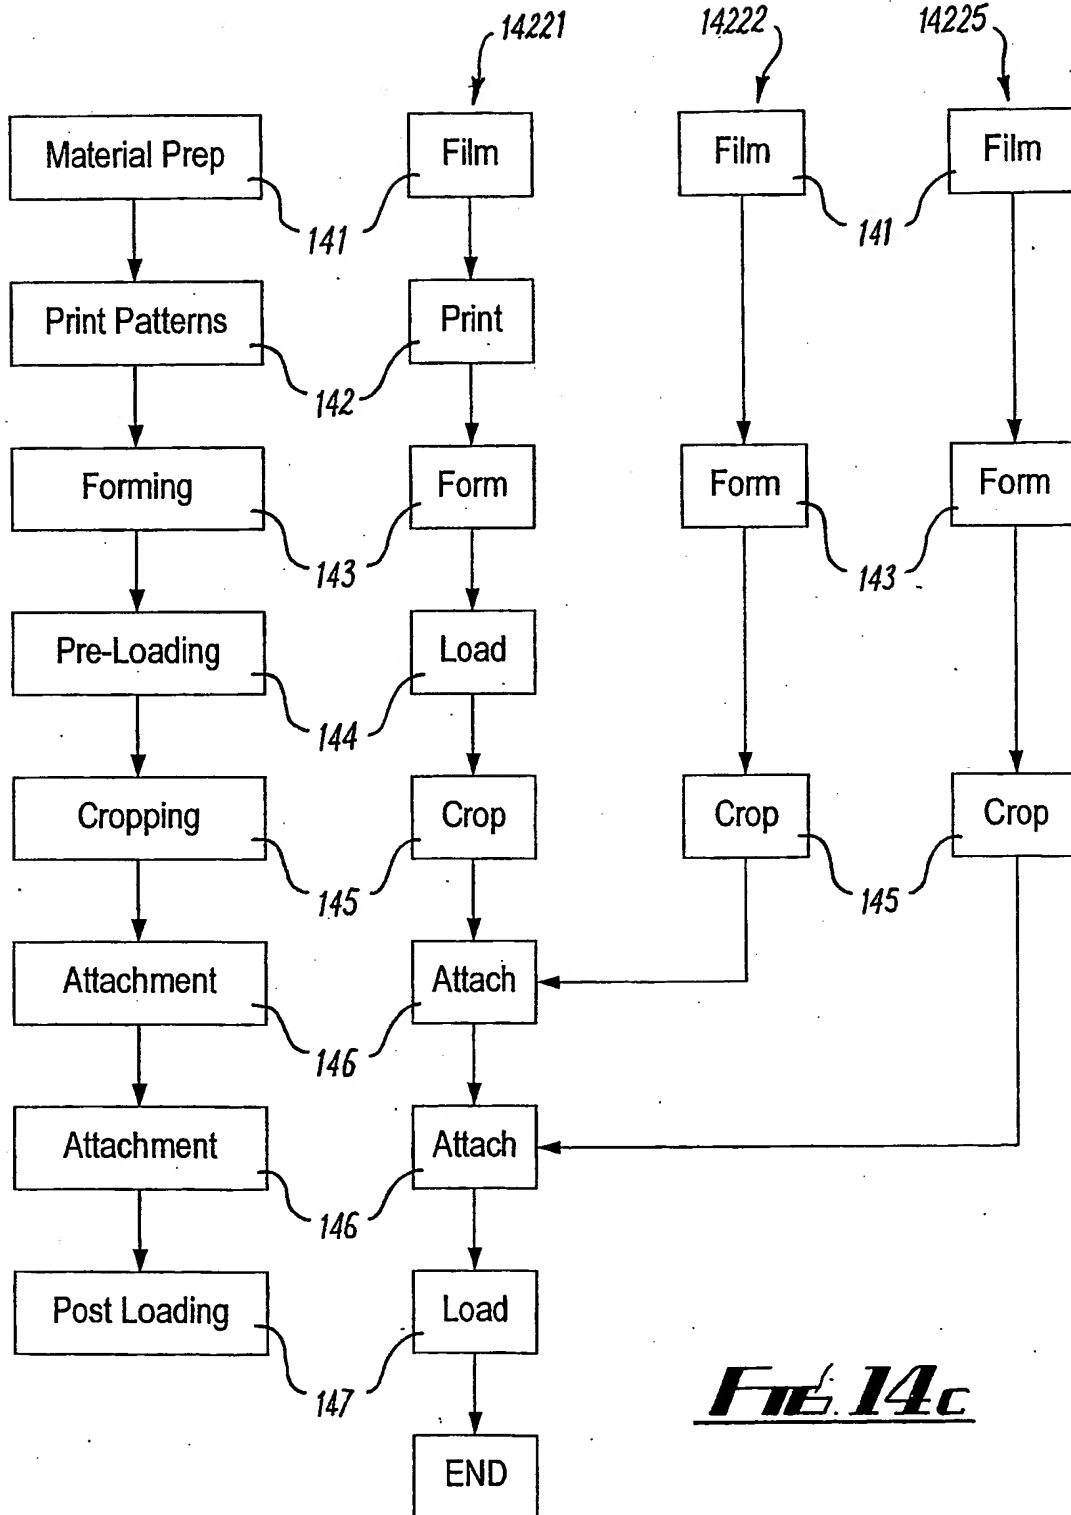 14221 14222 14225
Material Prep Film Film Film
141 141
Print Patterns Print
142
Forming Form Form Form
143 143
Pre-Loading Load
144
Cropping Crop Crop Crop
145 145
Attachment Attach
146
Attachment Attach
146
Post Loading Load
147
FIG. 14c
END